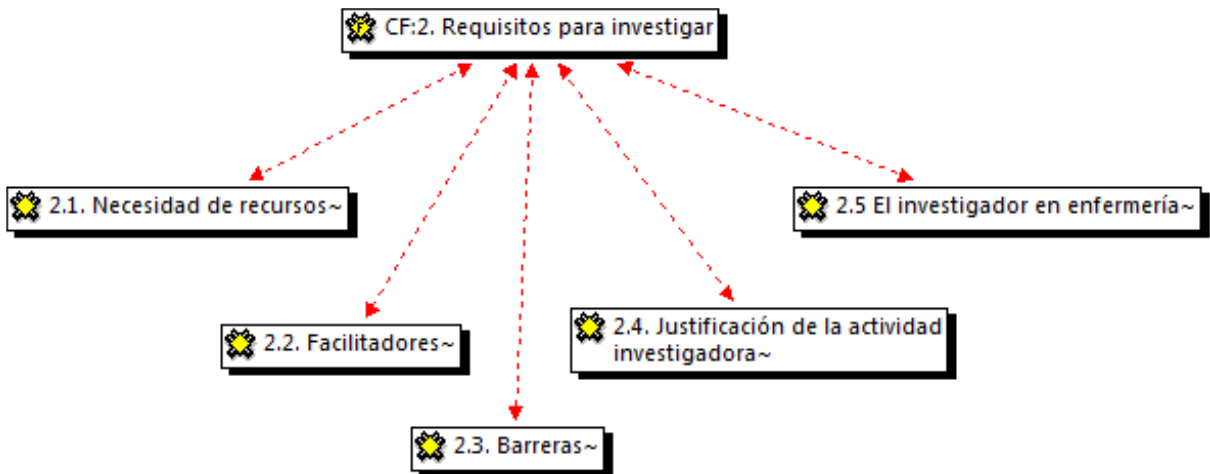 CF:2. Requisitos para investigar
2.1. Necesidad de recursos~
2.5 El investigador en enfermería~
2.2. Facilitadores~
2.4. Justificación de la actividad
investigadora~
2.3. Barreras~